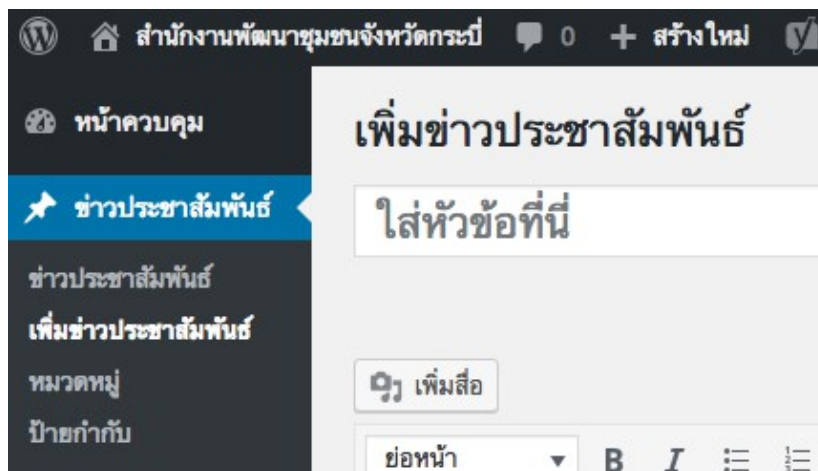 สำนักงานพัฒนาชุมชนจังหวัดกระบี่ 0 + สร้างใหม่
หน้าควบคุม
ข่าวประชาสัมพันธ์
ข่าวประชาสัมพันธ์
เพิ่มข่าวประชาสัมพันธ์
หมวดหมู่
ป้ายกำกับ
เพิ่มข่าวประชาสัมพันธ์
ใส่หัวข้อที่นี่
เพิ่มสื่อ
ย่อหน้า B I